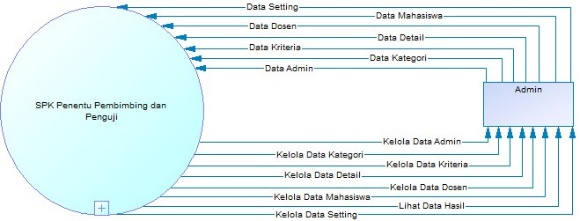 Data Setting
Data Mahasiswa
Data Dosen
Data Detail
Data Kriteria
Data Kategori
Data Admin
Admin
SPK Penentu Pembimbing dan
Penguji
Kelola Data Admin
Kelola Data Kategori
Kelola Data Kriteria
Kelola Data Detail
Kelola Data Dosen
Kelola Data Mahasiswa
Lihat Data Hasil
Kelola Data Setting